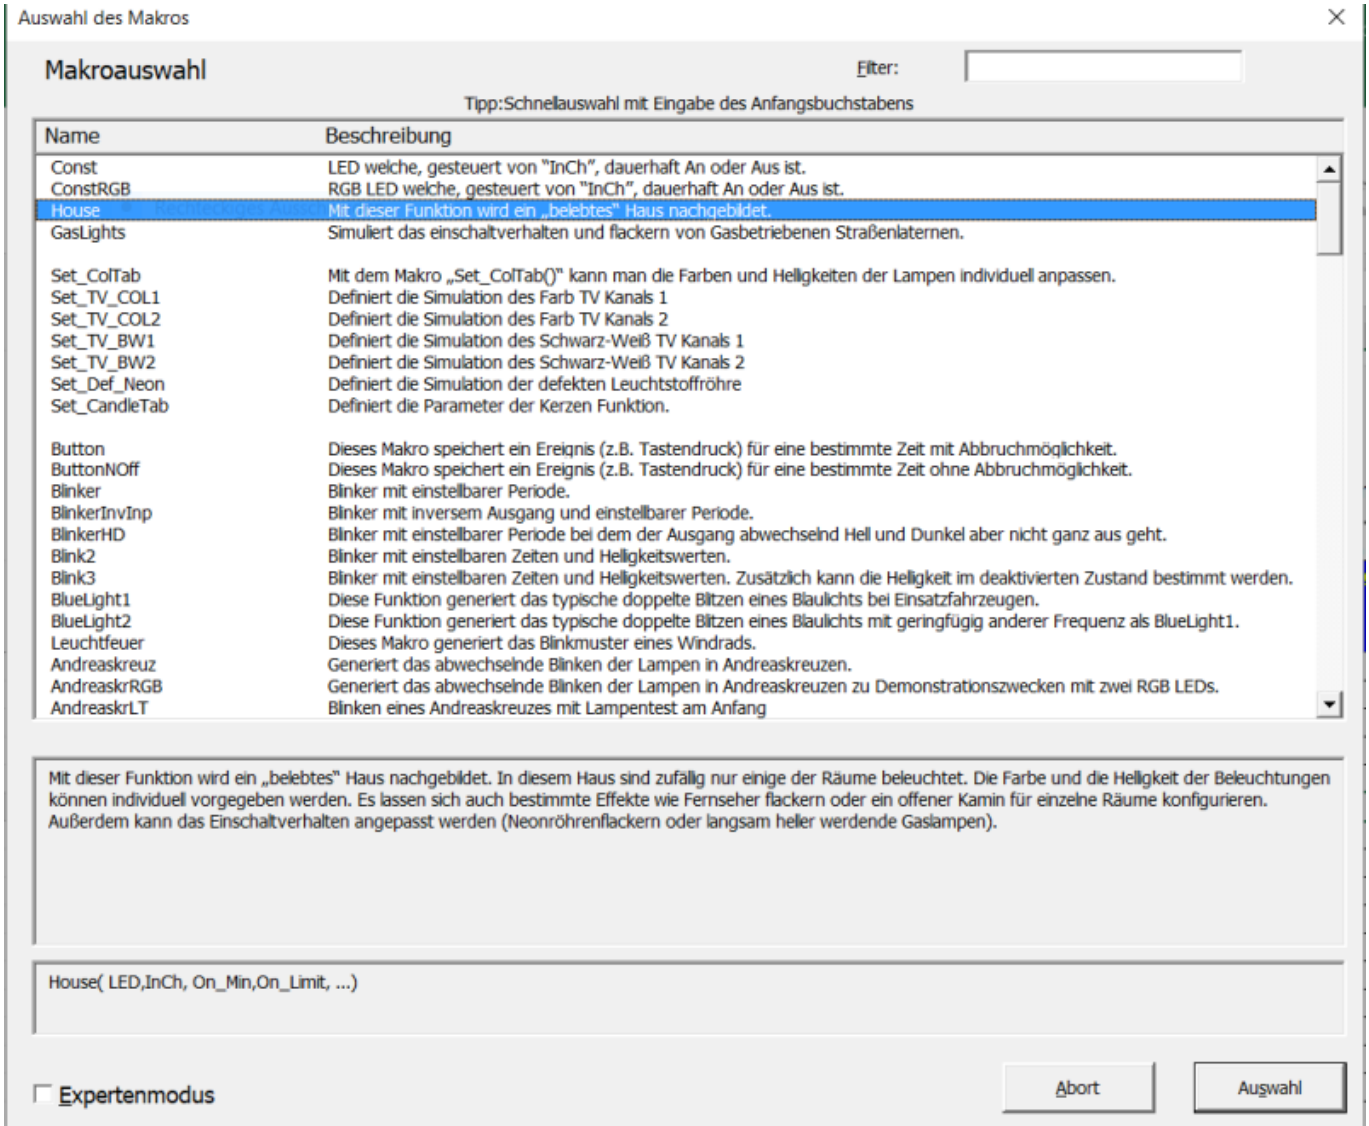 Auswahl des Makros
Makroauswahl
Filter:
Tipp:Schnellauswahl mit Eingabe des Anfangsbuchstabens
Name Beschreibung
Const LED welche, gesteuert von "InCh", dauerhaft An oder Aus ist.
ConstRGB RGB LED welche, gesteuert von "InCh", dauerhaft An oder Aus ist.
House Mit dieser Funktion wird ein „belebtes“ Haus nachgebildet.
GasLights Simuliert das einschaltverhalten und flackern von Gasbetriebenen Straßenlaternen.
Set_ColTab Mit dem Makro „Set_ColTab()“ kann man die Farben und Helligkeiten der Lampen individuell anpassen.
Set_TV_COL1 Definiert die Simulation des Farb TV Kanals 1
Set_TV_COL2 Definiert die Simulation des Farb TV Kanals 2
Set_TV_BW1 Definiert die Simulation des Schwarz-Weiß TV Kanals 1
Set_TV_BW2 Definiert die Simulation des Schwarz-Weiß TV Kanals 2
Set_Def_Neon Definiert die Simulation der defekten Leuchtstoffröhre
Set_CandleTab Definiert die Parameter der Kerzen Funktion.
Button Dieses Makro speichert ein Ereignis (z.B. Tastendruck) für eine bestimmte Zeit mit Abbruchmöglichkeit.
ButtonNOff Dieses Makro speichert ein Ereignis (z.B. Tastendruck) für eine bestimmte Zeit ohne Abbruchmöglichkeit.
Blinker Blinker mit einstellbarer Periode.
BlinkerInvInp Blinker mit inversem Ausgang und einstellbarer Periode.
BlinkerHD Blinker mit einstellbarer Periode bei dem der Ausgang abwechselnd Hell und Dunkel aber nicht ganz aus geht.
Blink2 Blinker mit einstellbaren Zeiten und Helligkeitswerten.
Blink3 Blinker mit einstellbaren Zeiten und Helligkeitswerten. Zusätzlich kann die Helligkeit im deaktivierten Zustand bestimmt werden.
BlueLight1 Diese Funktion generiert das typische doppelte Blitzen eines Blaulichts bei Einsatzfahrzeugen.
BlueLight2 Diese Funktion generiert das typische doppelte Blitzen eines Blaulichts mit geringfügig anderer Frequenz als BlueLight1.
Leuchtfeuer Dieses Makro generiert das Blinkmuster eines Windrads.
Andreaskreuz Generiert das abwechselnde Blinken der Lampen in Andreaskreuzen.
AndreaskrRGB Generiert das abwechselnde Blinken der Lampen in Andreaskreuzen zu Demonstrationszwecken mit zwei RGB LEDs.
AndreaskrLT Blinken eines Andreaskreuzes mit Lampentest am Anfang
Mit dieser Funktion wird ein „belebtes“ Haus nachgebildet. In diesem Haus sind zufällig nur einige der Räume beleuchtet. Die Farbe und die Helligkeit der Beleuchtungen
können individuell vorgegeben werden. Es lassen sich auch bestimmte Effekte wie Fernseher flackern oder ein offener Kamin für einzelne Räume konfigurieren.
Außerdem kann das Einschaltverhalten angepasst werden (Neonröhrenflackern oder langsam heller werdende Gaslampen).
House( LED,InCh, On_Min,On_Limit, ...)
Expertenmodus
Abort
Auswahl